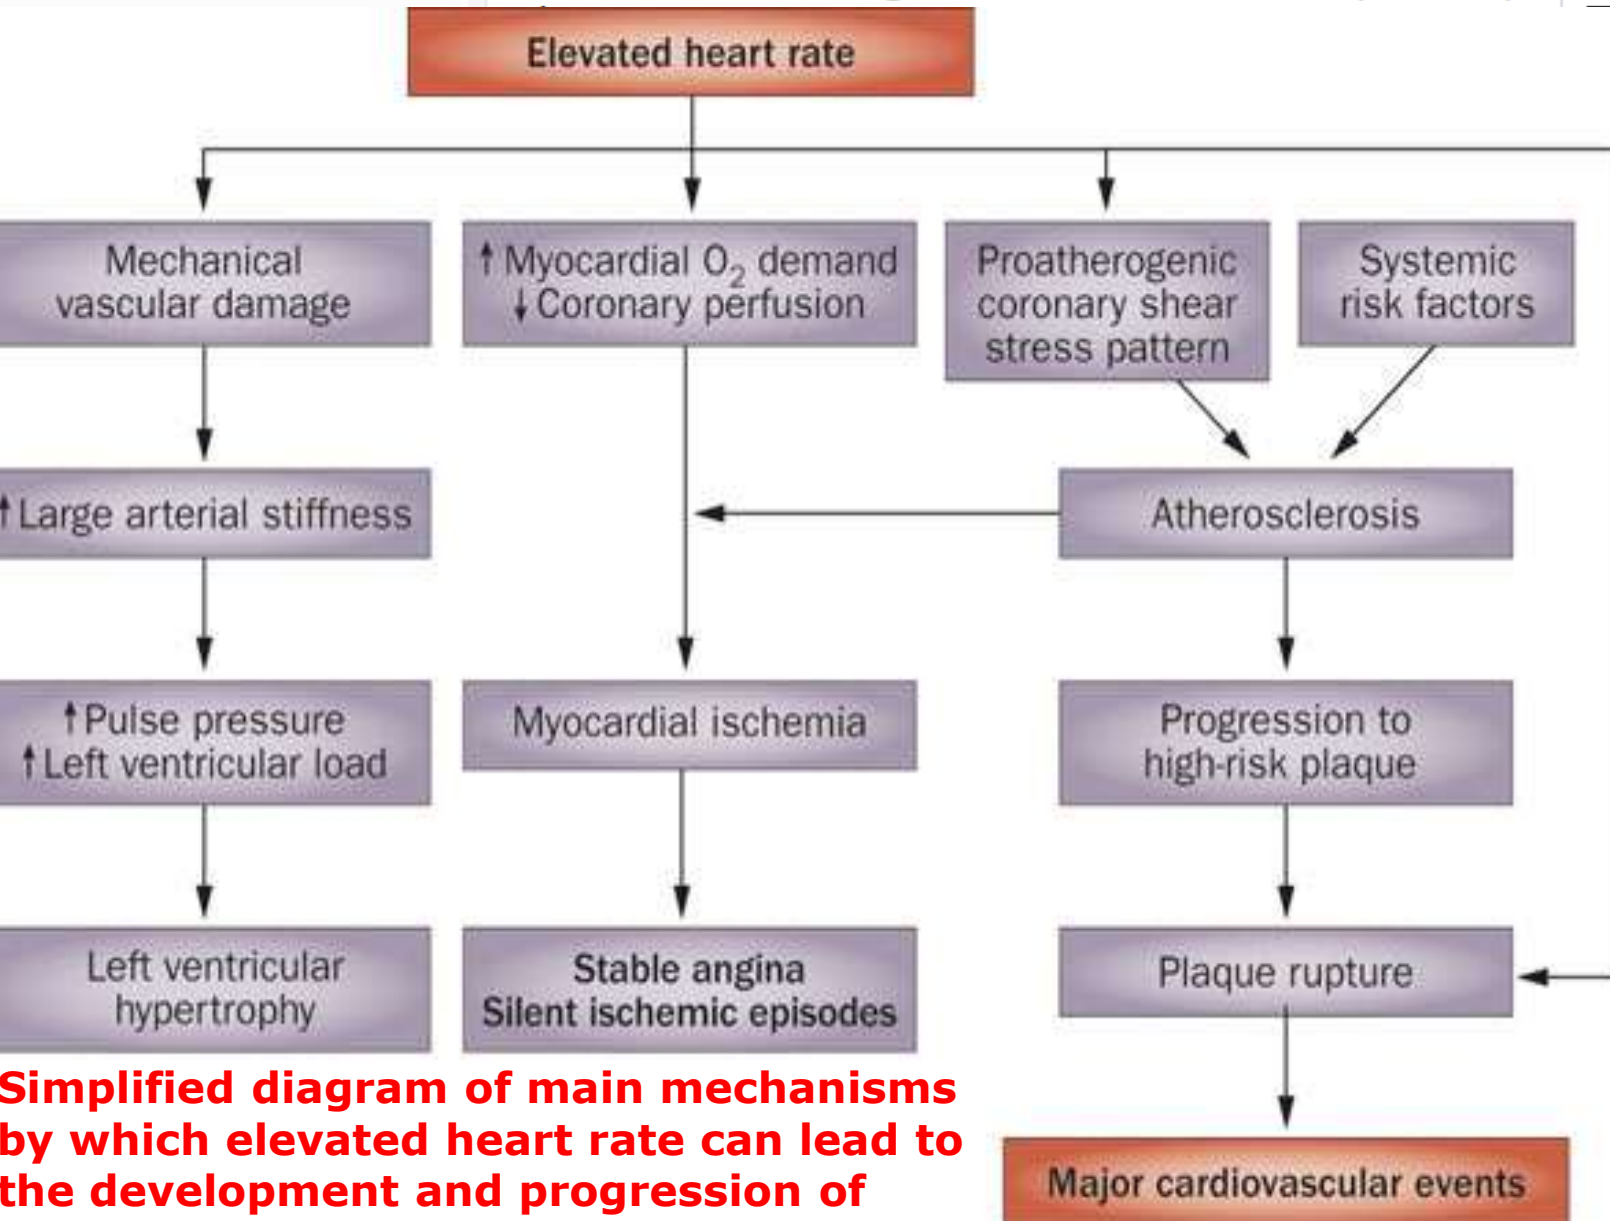 Elevated heart rate
Mechanical
vascular damage
↑ Myocardial O₂ demand
↓ Coronary perfusion
Proatherogenic
coronary shear
stress pattern
Systemic
risk factors
↑ Large arterial stiffness
Atherosclerosis
↑ Pulse pressure
↑ Left ventricular load
Myocardial ischemia
Progression to
high-risk plaque
Left ventricular
hypertrophy
Stable angina
Silent ischemic episodes
Plaque rupture
Simplified diagram of main mechanisms
by which elevated heart rate can lead to
the development and progression of
Major cardiovascular events